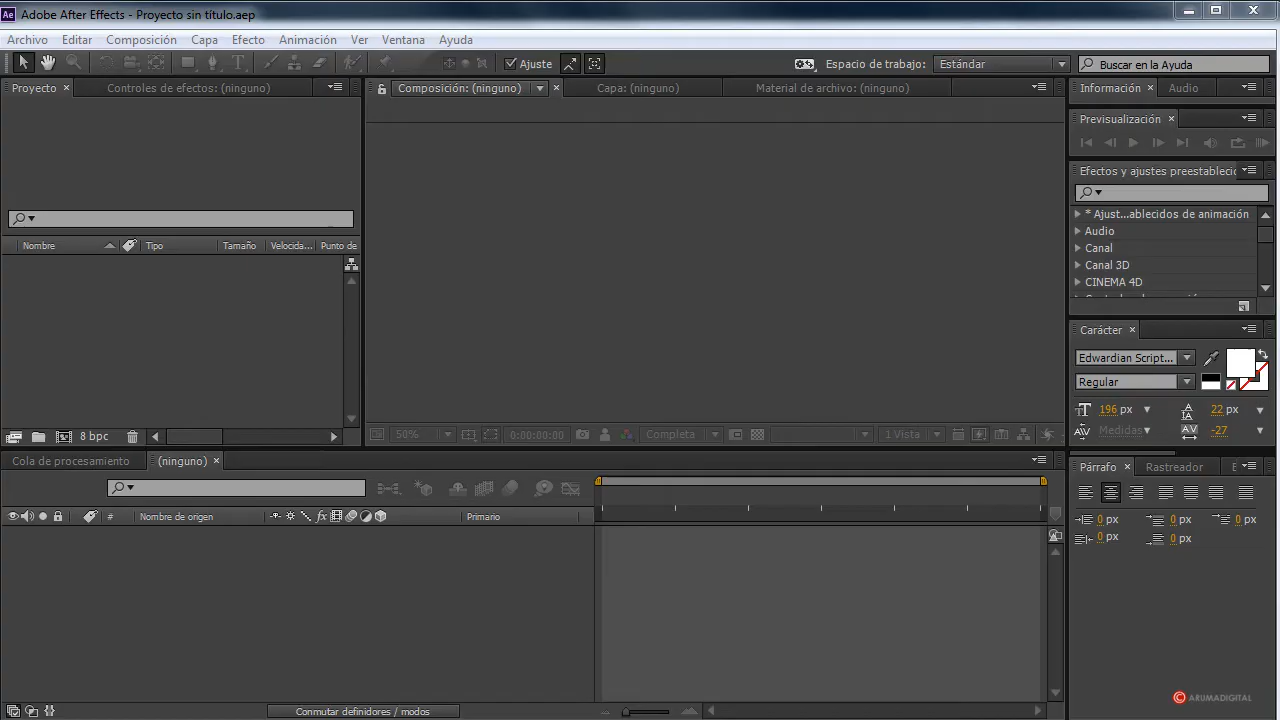 Ae Adobe After Effects - Proyecto sin título.aep
Archivo Editar Composición Capa Efecto Animación Ver Ventana Ayuda
Ajuste Espacio de trabajo: Estándar Buscar en la Ayuda
Proyecto Controles de efectos: (ninguno) Composición: (ninguno) Capa: (ninguno) Material de archivo: (ninguno) Información Audio
Previsualización
Efectos y ajustes preestableci
* Ajust...ablecidos de animación
Audio
Canal
Canal 3D
CINEMA 4D
Nombre Tipo Tamaño Velocida... Punto de
Carácter
Edwardian Script...
Regular
196 px 22 px
Medidas -27
8 bpc 50% 0:00:00:00 Completa 1 Vista
Cola de procesamiento (ninguno)
Párrafo Rastreador E
# Nombre de origen fx Primario
0 px 0 px 0 px
0 px 0 px
Conmutar definidores / modos
© ARUMADIGITAL